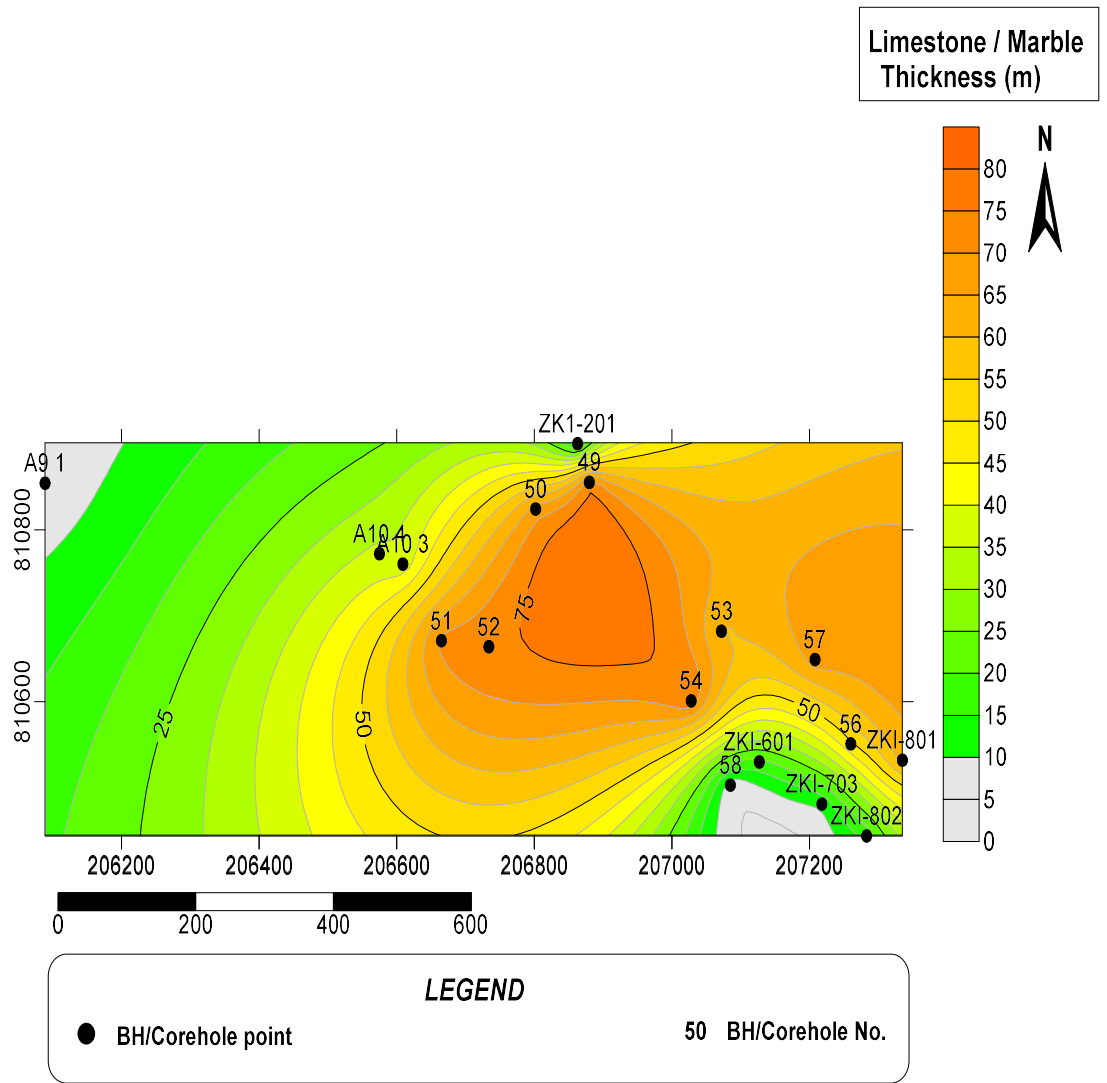 Limestone / Marble
Thickness (m)
N
80
75
70
65
60
55
50
45
40
35
30
25
20
15
10
5
0
ZK1-201
A9 1
49
50
A10 4
A10 3
51
52
53
57
54
75
25
50
50
56
ZKI-801
ZKI-601
58
ZKI-703
ZKI-802
810800
810600
206200 206400 206600 206800 207000 207200
0 200 400 600
LEGEND
BH/Corehole point
50 BH/Corehole No.